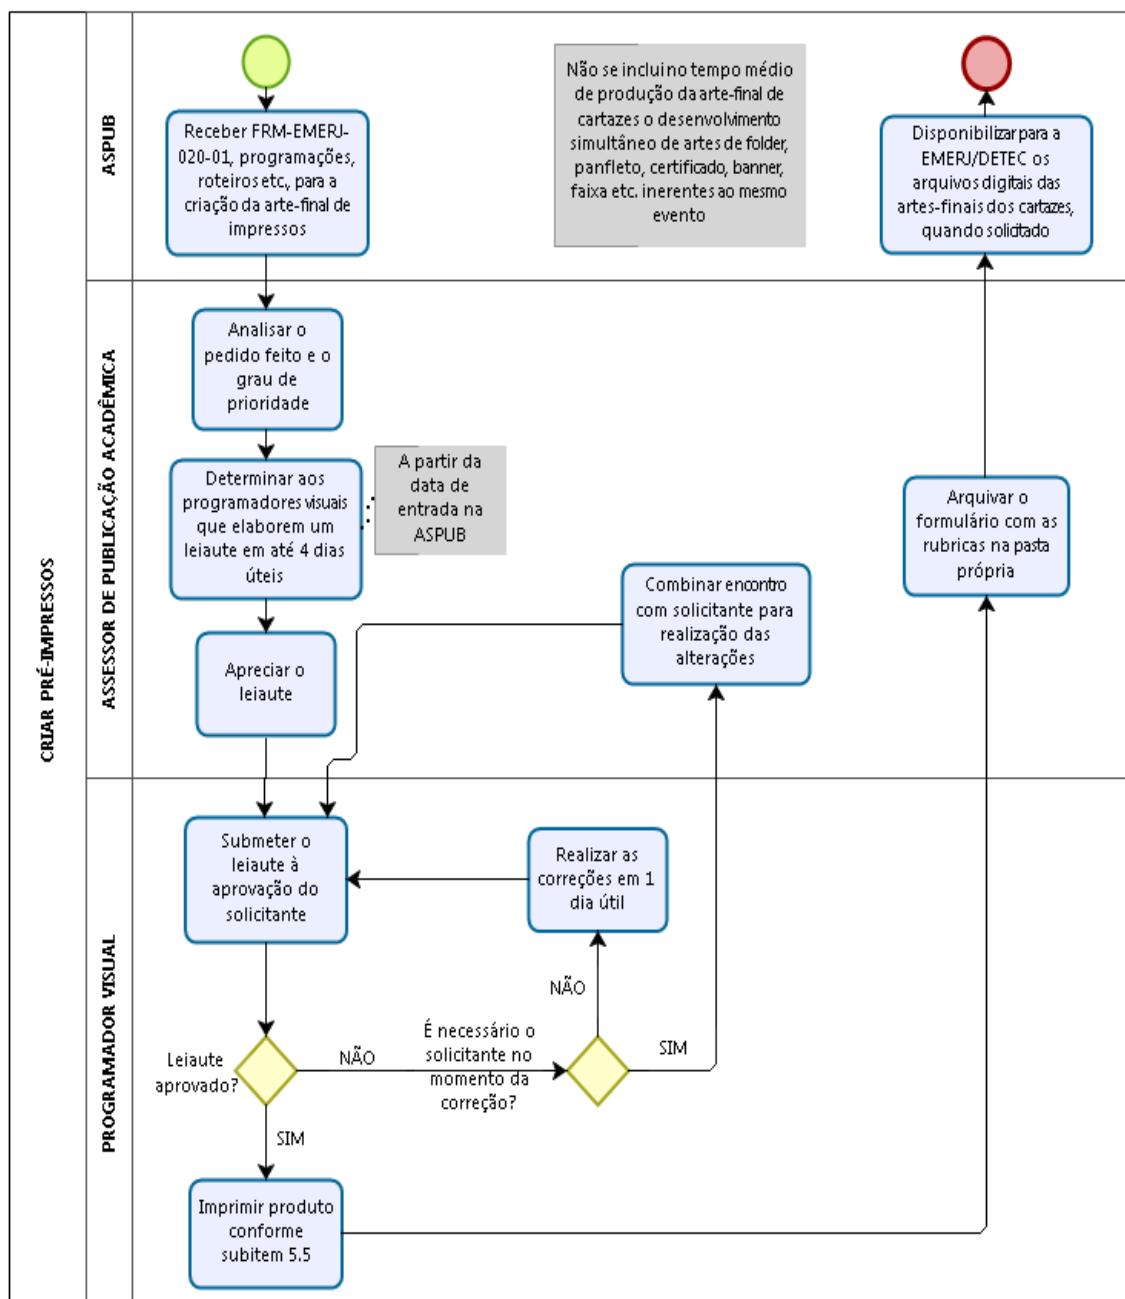 CRIAR PRÉ-IMPRESSOS
ASPUB
Receber FRM-EMERJ-
020-01, programações,
roteiros etc., para a
criação da arte-final de
impressos
Não se inclui no tempo médio
de produção da arte-final de
cartazes o desenvolvimento
simultâneo de artes de folder,
panfleto, certificado, banner,
faixa etc. inerentes ao mesmo
evento
Disponibilizar para a
EMERJ/DETEC os
arquivos digitais das
artes-finais dos cartazes,
quando solicitado
ASSESSOR DE PUBLICAÇÃO ACADÊMICA
Analisar o
pedido feito e o
grau de
prioridade
Determinar aos
programadores visuais
que elaborem um
leiaute em até 4 dias
úteis
A partir da
data de
entrada na
ASPUB
Apreciar o
leiaute
Combinar encontro
com solicitante para
realização das
alterações
Arquivar o
formulário com as
rubricas na pasta
própria
PROGRAMADOR VISUAL
Submeter o
leiaute à
aprovação do
solicitante
Realizar as
correções em 1
dia útil
Leiaute
aprovado?
NÃO
É necessário o
solicitante no
momento da
correção?
NÃO
SIM
SIM
Imprimir produto
conforme
subitem 5.5